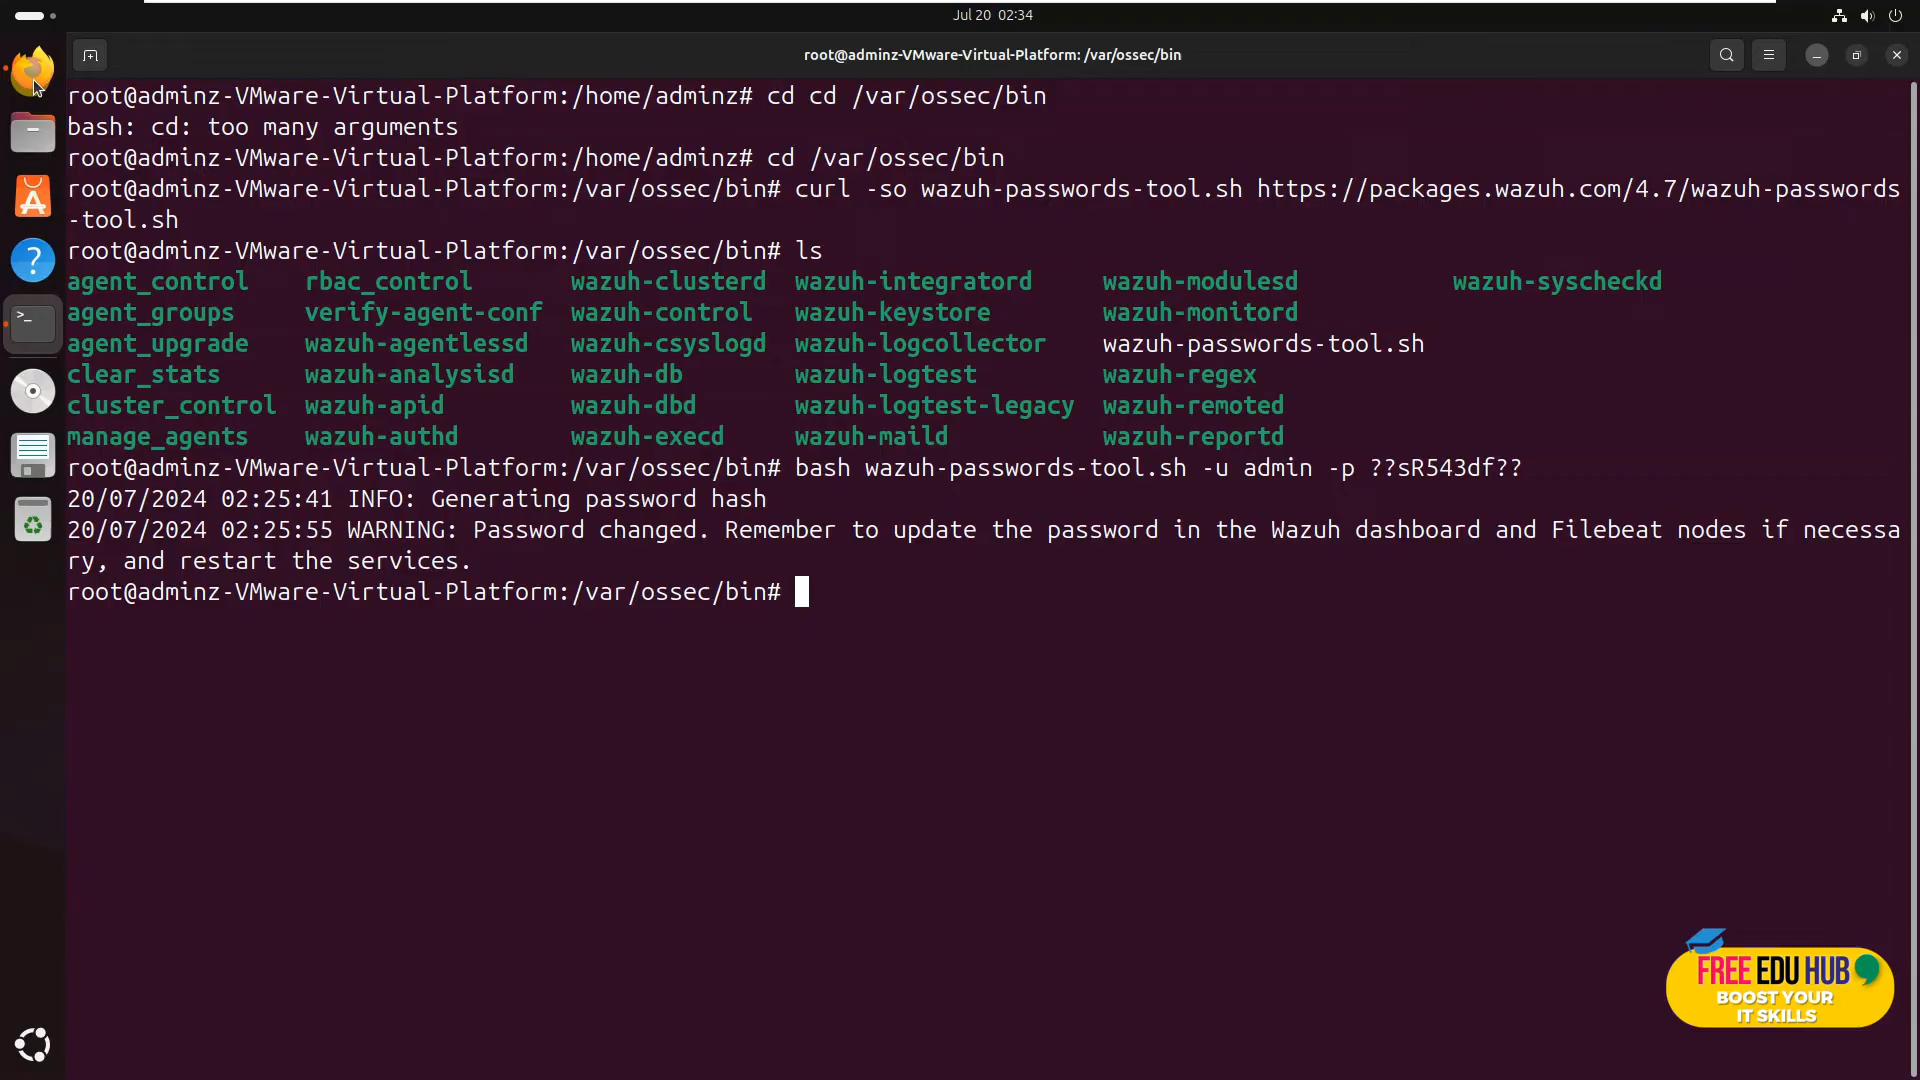 Jul 20 02:34
root@adminz-VMware-Virtual-Platform: /var/ossec/bin
root@adminz-VMware-Virtual-Platform:/home/adminz# cd cd /var/ossec/bin
bash: cd: too many arguments
root@adminz-VMware-Virtual-Platform:/home/adminz# cd /var/ossec/bin
root@adminz-VMware-Virtual-Platform:/var/ossec/bin# curl -so wazuh-passwords-tool.sh https://packages.wazuh.com/4.7/wazuh-passwords
-tool.sh
root@adminz-VMware-Virtual-Platform:/var/ossec/bin# ls
agent_control rbac_control wazuh-clusterd wazuh-integratord wazuh-modulesd wazuh-syscheckd
agent_groups verify-agent-conf wazuh-control wazuh-keystore wazuh-monitord
agent_upgrade wazuh-agentlessd wazuh-csyslogd wazuh-logcollector wazuh-passwords-tool.sh
clear_stats wazuh-analysisd wazuh-db wazuh-logtest wazuh-regex
cluster_control wazuh-apid wazuh-dbd wazuh-logtest-legacy wazuh-remoted
manage_agents wazuh-authd wazuh-execd wazuh-maild wazuh-reportd
root@adminz-VMware-Virtual-Platform:/var/ossec/bin# bash wazuh-passwords-tool.sh -u admin -p ??sR543df??
20/07/2024 02:25:41 INFO: Generating password hash
20/07/2024 02:25:55 WARNING: Password changed. Remember to update the password in the Wazuh dashboard and Filebeat nodes if necessa
ry, and restart the services.
root@adminz-VMware-Virtual-Platform:/var/ossec/bin#
FREE EDU HUB
BOOST YOUR
IT SKILLS